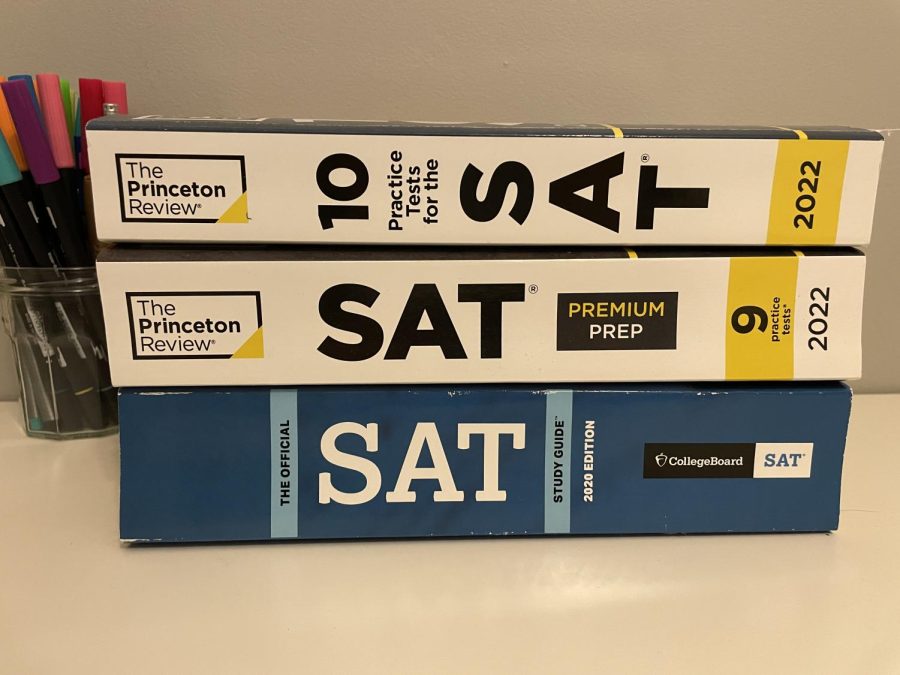 The
Princeton
Review®
10
Practice
Tests
for the
SAT®
2022
The
Princeton
Review®
SAT®
PREMIUM
PREP
9
practice
tests*
2022
THE OFFICIAL
SAT
STUDY GUIDE™
2020 EDITION
CollegeBoard
SAT®